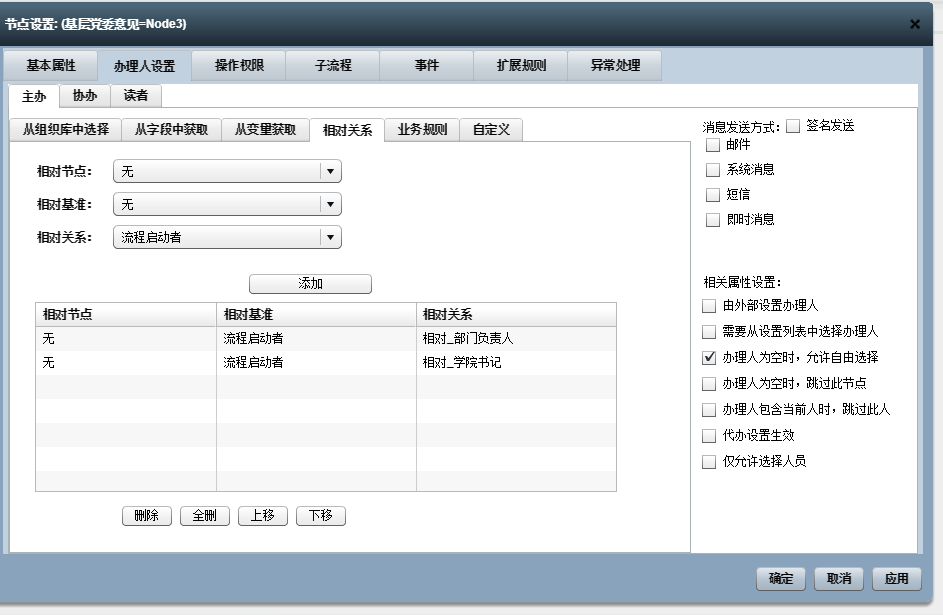 节点设置: (基层党委意见=Node3)
基本属性 办理人设置 操作权限 子流程 事件 扩展规则 异常处理
主办 协办 读者
从组织库中选择 从字段中获取 从变量获取 相对关系 业务规则 自定义
相对节点: 无
相对基准: 无
相对关系: 流程启动者
添加
相对节点 相对基准 相对关系
无 流程启动者 相对_部门负责人
无 流程启动者 相对_学院书记
删除 全删 上移 下移
消息发送方式: 签名发送
邮件
系统消息
短信
即时消息
相关属性设置:
由外部设置办理人
需要从设置列表中选择办理人
办理人为空时，允许自由选择
办理人为空时，跳过此节点
办理人包含当前人时，跳过此人
代办设置生效
仅允许选择人员
确定 取消 应用